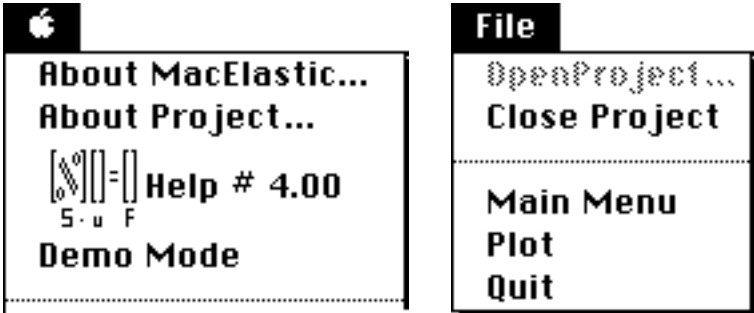 About MacElastic...
About Project...
[][]=[] Help # 4.00
S·u F
Demo Mode
File
OpenProject...
Close Project
Main Menu
Plot
Quit